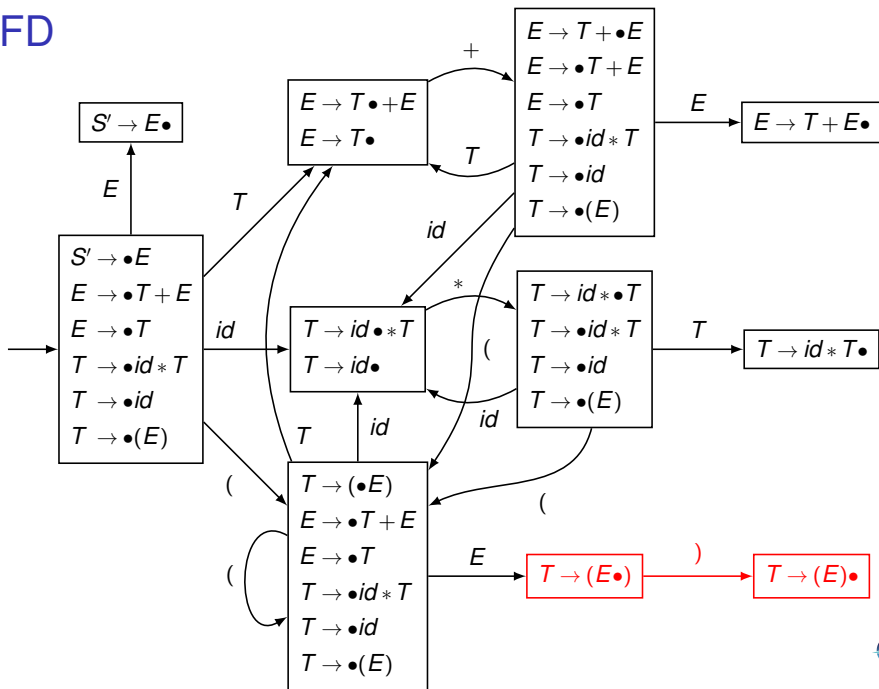 FD
E → T + •E
E → •T + E
E → •T
T → •id * T
T → •id
T → •(E)
+
E → T • +E
E → T•
E
E → T + E•
S′ → E•
T
E
T
id
S′ → •E
E → •T + E
E → •T
T → •id * T
T → •id
T → •(E)
id
T → id • *T
T → id•
*
(
T → id * •T
T → •id * T
T → •id
T → •(E)
T
T → id * T•
id
id
T
(
(
T → (•E)
E → •T + E
E → •T
T → •id * T
T → •id
T → •(E)
(
E
T → (E•)
)
T → (E)•